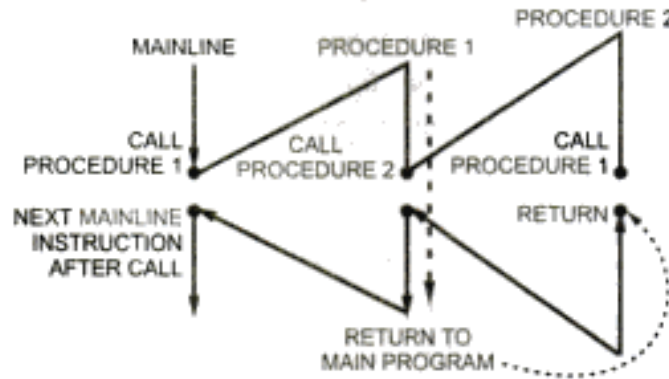 PROCEDURE 2
MAINLINE
PROCEDURE 1
CALL
PROCEDURE 1
CALL
PROCEDURE 2
CALL
PROCEDURE 1
NEXT MAINLINE
INSTRUCTION
AFTER CALL
RETURN
RETURN TO
MAIN PROGRAM